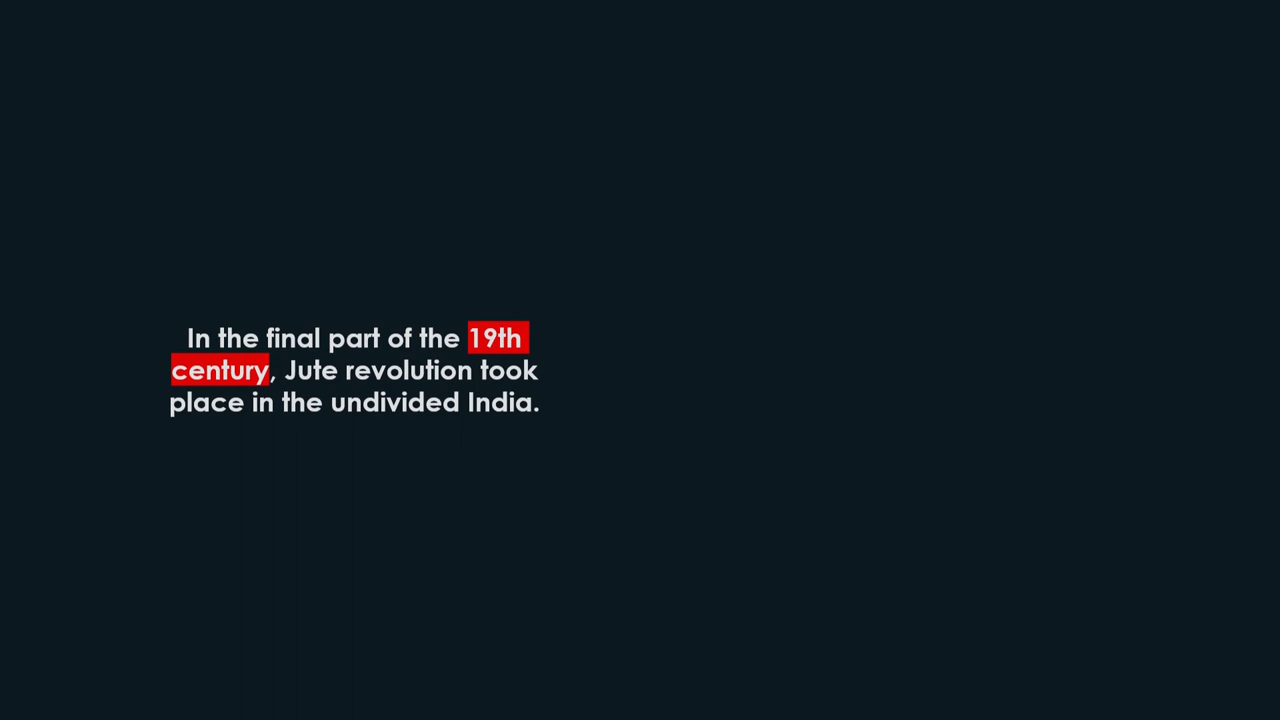 In the final part of the 19th
century, Jute revolution took
place in the undivided India.